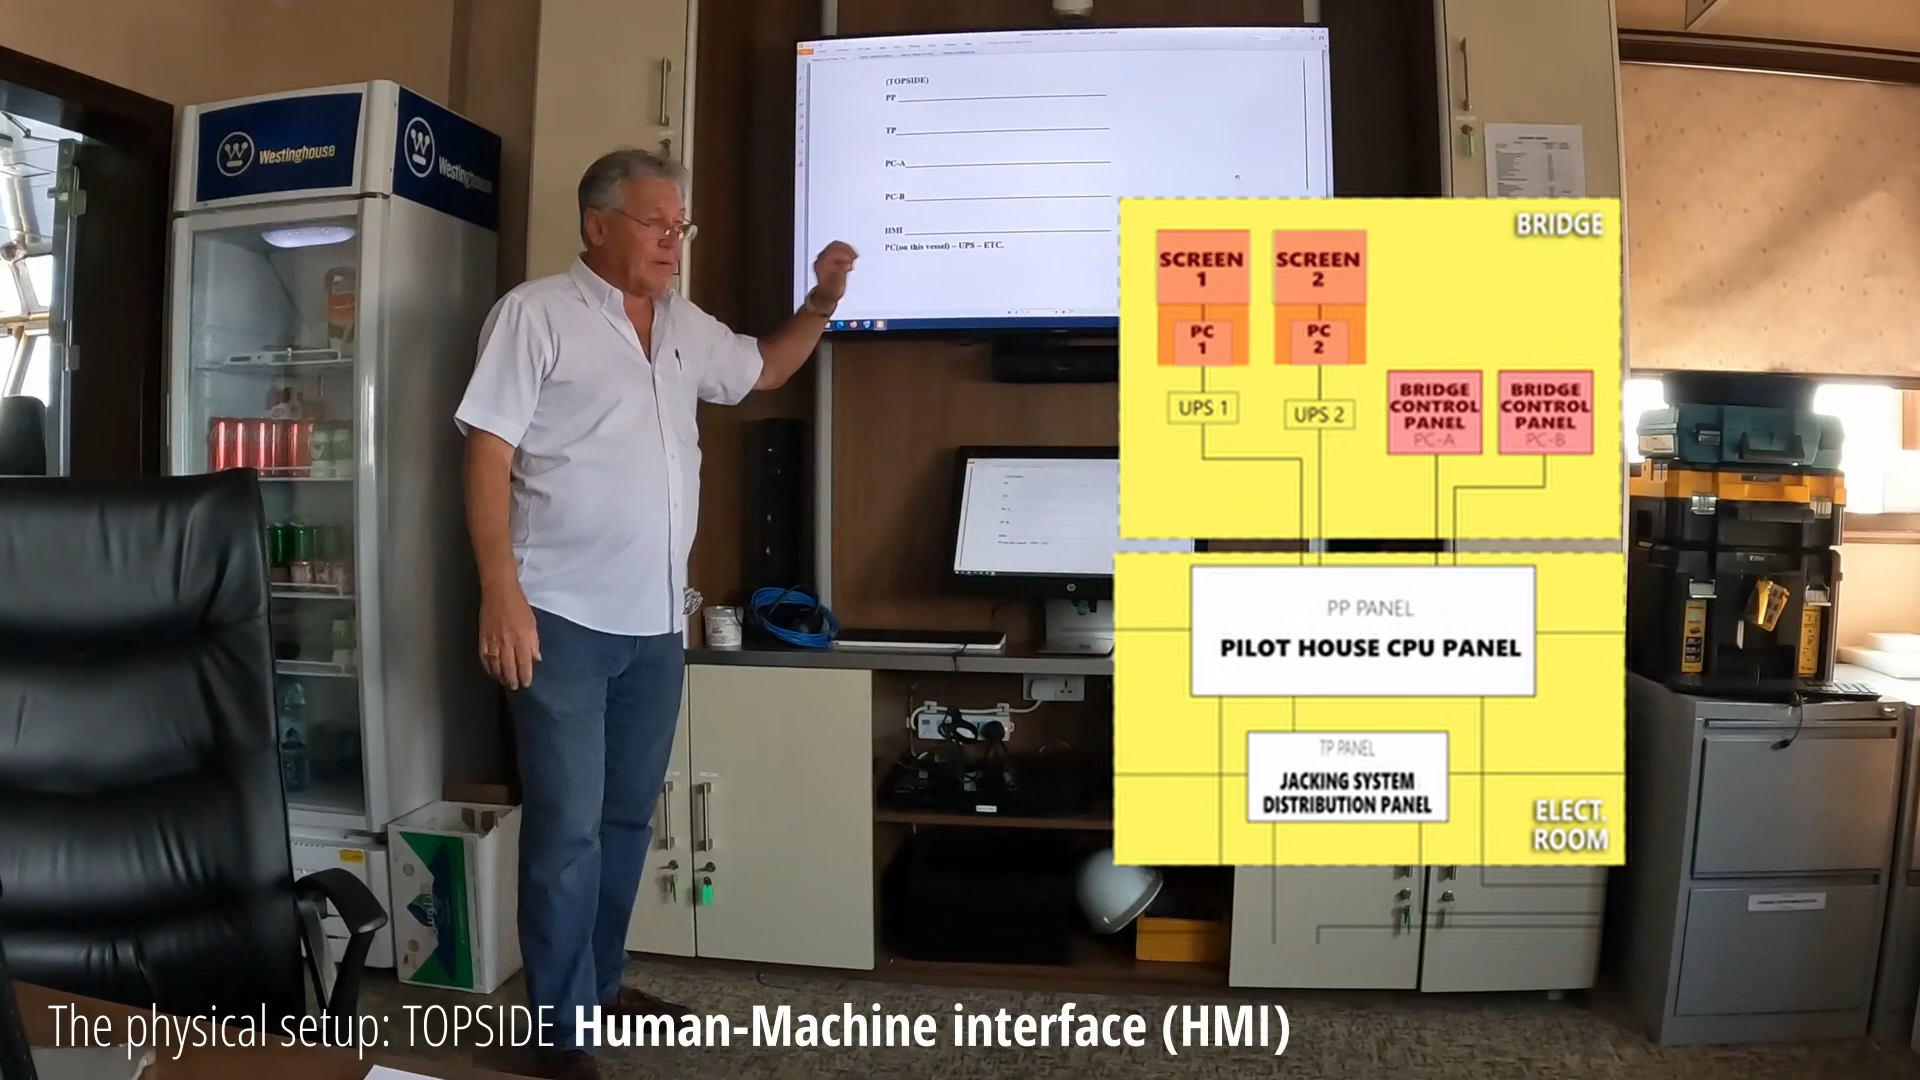 Westinghouse
Westinghouse
(TOPSIDE)
PP
TP
PC-A
PC-B
HMI
PC(on this vessel) – UPS – ETC.
BRIDGE
SCREEN
1
SCREEN
2
PC
1
PC
2
UPS 1
UPS 2
BRIDGE
CONTROL
PANEL
PC-A
BRIDGE
CONTROL
PANEL
PC-B
PP PANEL
PILOT HOUSE CPU PANEL
TP PANEL
JACKING SYSTEM
DISTRIBUTION PANEL
ELECT.
ROOM
The physical setup: TOPSIDE Human-Machine interface (HMI)